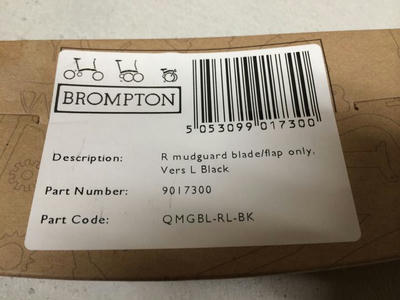 BROMPTON
5 053099 017300
Description: R mudguard blade/flap only,
Vers L Black
Part Number: 9017300
Part Code: QMGBL-RL-BK